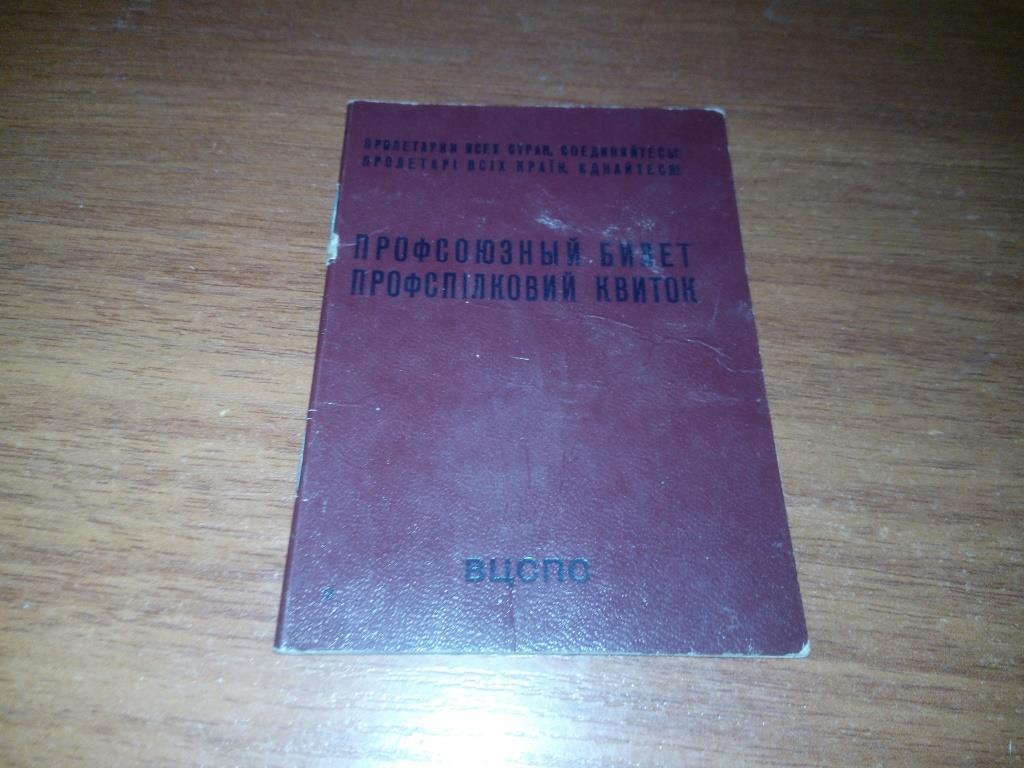 ПРОЛЕТАРИИ ВСЕХ СТРАН, СОЕДИНЯЙТЕСЬ!
ПРОЛЕТАРІ ВСІХ КРАЇН, ЄДНАЙТЕСЯ!
ПРОФСОЮЗНЫЙ БИЛЕТ
ПРОФСПІЛКОВИЙ КВИТОК
ВЦСПС